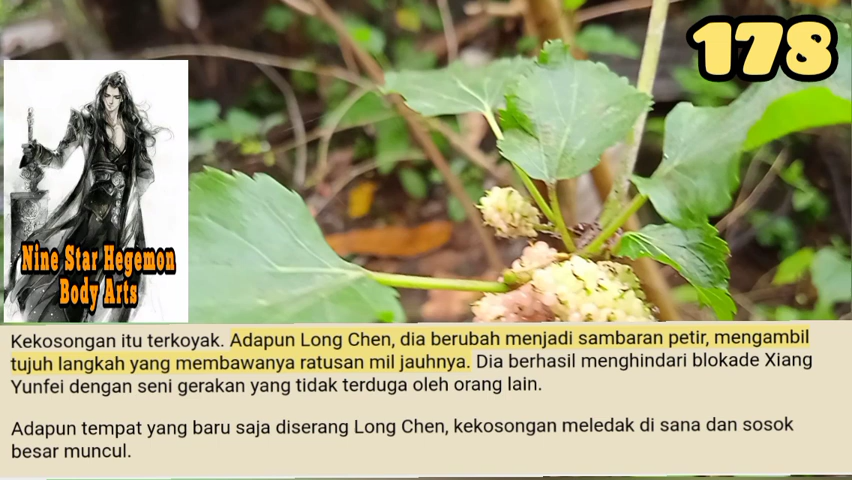 178
Nine Star Hegemon
Body Arts
Kekosongan itu terkoyak. Adapun Long Chen, dia berubah menjadi sambaran petir, mengambil
tujuh langkah yang membawanya ratusan mil jauhnya. Dia berhasil menghindari blokade Xiang
Yunfei dengan seni gerakan yang tidak terduga oleh orang lain.
Adapun tempat yang baru saja diserang Long Chen, kekosongan meledak di sana dan sosok
besar muncul.